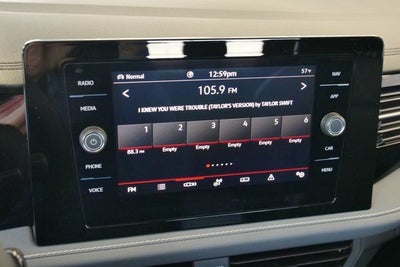 RADIO
MEDIA
PHONE
VOICE
Normal 12:59pm 57°F
105.9 FM
I KNEW YOU WERE TROUBLE (TAYLOR'S VERSION) by TAYLOR SWIFT
1 2 3 4 5 6
88.3 FM Empty Empty Empty Empty Empty
FM
NAV
APP
CAR
MENU